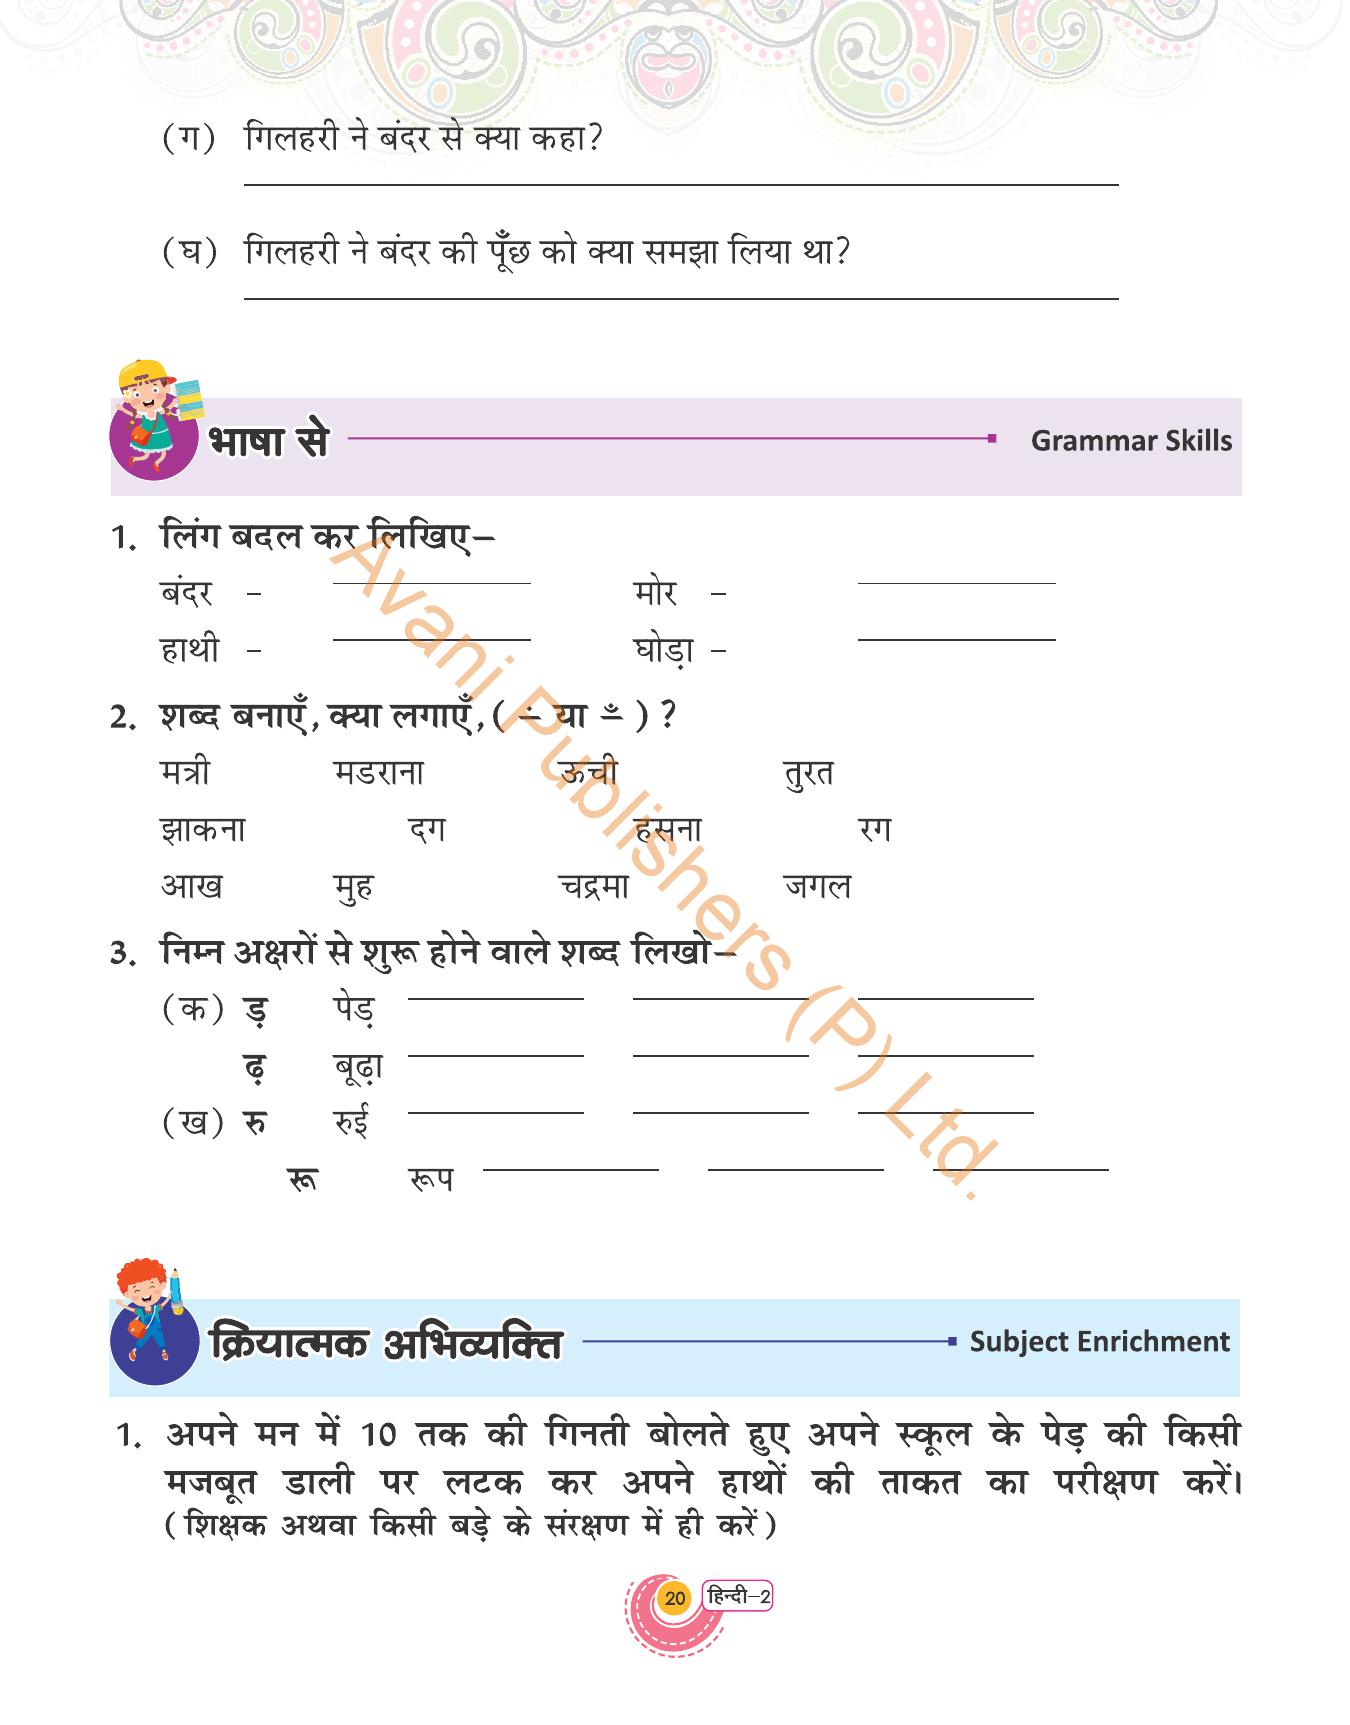 (ग) गिलहरी ने बंदर से क्या कहा?
(घ) गिलहरी ने बंदर की पूँछ को क्या समझा लिया था?
भाषा से Grammar Skills
1. लिंग बदल कर लिखिए–
बंदर – मोर –
हाथी – घोड़ा –
2. शब्द बनाएँ, क्या लगाएँ, ( ं या ँ ) ?
मत्री मडराना ऊची तुरत
झाकना दग हसना रग
आख मुह चद्रमा जगल
3. निम्न अक्षरों से शुरू होने वाले शब्द लिखो–
(क) ड़ पेड़
ढ़ बूढ़ा
(ख) रु रुई
रू रूप
Avani Publishers (P) Ltd.
क्रियात्मक अभिव्यक्ति Subject Enrichment
1. अपने मन में 10 तक की गिनती बोलते हुए अपने स्कूल के पेड़ की किसी
मजबूत डाली पर लटक कर अपने हाथों की ताकत का परीक्षण करें।
(शिक्षक अथवा किसी बड़े के संरक्षण में ही करें)
20 हिन्दी–2